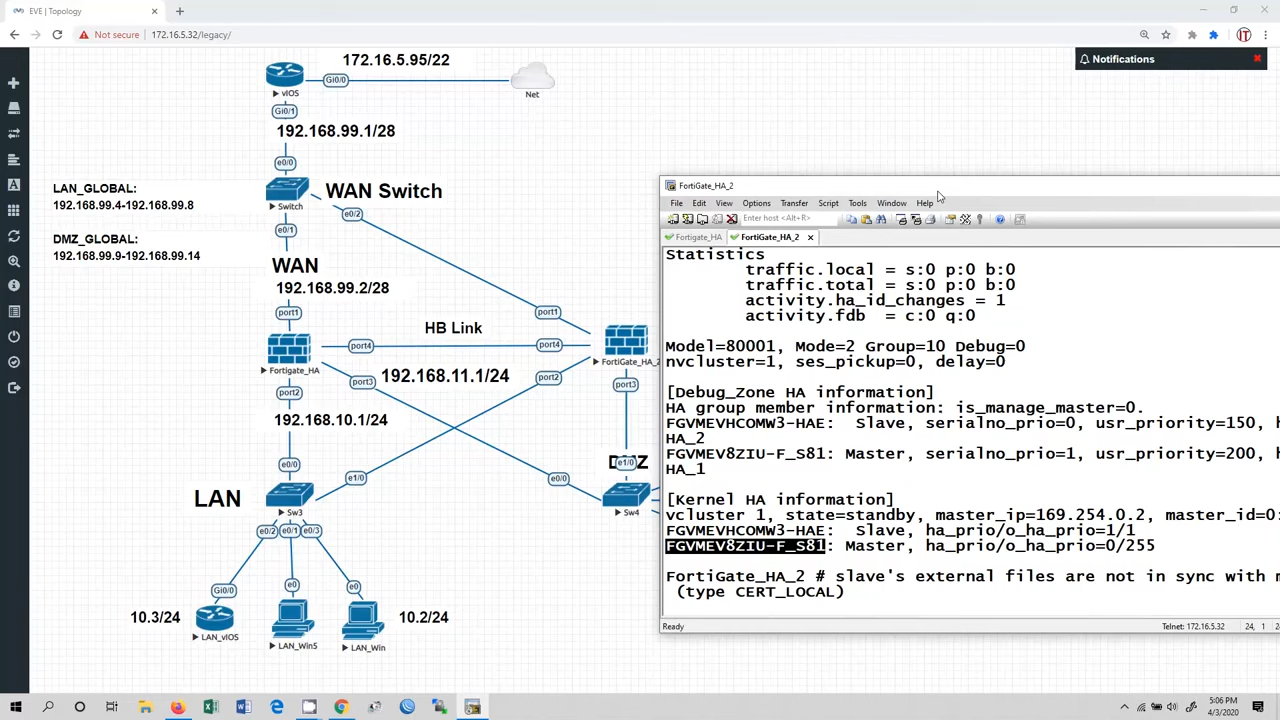 EVE | Topology
Not secure | 172.16.5.32/legacy/
Notifications
172.16.5.95/22
Gi0/0
vIOS
Net
Gi0/1
192.168.99.1/28
e0/0
LAN_GLOBAL:
192.168.99.4-192.168.99.8
WAN Switch
Switch
e0/2
e0/1
DMZ_GLOBAL:
192.168.99.9-192.168.99.14
WAN
192.168.99.2/28
port1
port1
HB Link
port4
port4
Fortigate_HA
FortiGate_HA_2
port3
192.168.11.1/24
port2
port3
port2
192.168.10.1/24
e0/0
e1/0
e1/0
e0/0
LAN
Sw3
Sw4
e0/2
e0/1
e0/3
Gi0/0
e0
e0
10.3/24
10.2/24
LAN_vIOS
LAN_Win5
LAN_Win
FortiGate_HA_2
File Edit View Options Transfer Script Tools Window Help
Enter host <Alt+R>
Fortigate_HA
FortiGate_HA_2
Statistics
traffic.local = s:0 p:0 b:0
traffic.total = s:0 p:0 b:0
activity.ha_id_changes = 1
activity.fdb = c:0 q:0
Model=80001, Mode=2 Group=10 Debug=0
nvcluster=1, ses_pickup=0, delay=0
[Debug_Zone HA information]
HA group member information: is_manage_master=0.
FGVMEVHCOMW3-HAE: Slave, serialno_prio=0, usr_priority=150,
HA_2
FGVMEV8ZIU-F_S81: Master, serialno_prio=1, usr_priority=200,
HA_1
[Kernel HA information]
vcluster 1, state=standby, master_ip=169.254.0.2, master_id=0:
FGVMEVHCOMW3-HAE: Slave, ha_prio/o_ha_prio=1/1
FGVMEV8ZIU-F_S81: Master, ha_prio/o_ha_prio=0/255
FortiGate_HA_2 # slave's external files are not in sync with
(type CERT_LOCAL)
Ready
Telnet: 172.16.5.32
24, 1
5:06 PM
4/3/2020